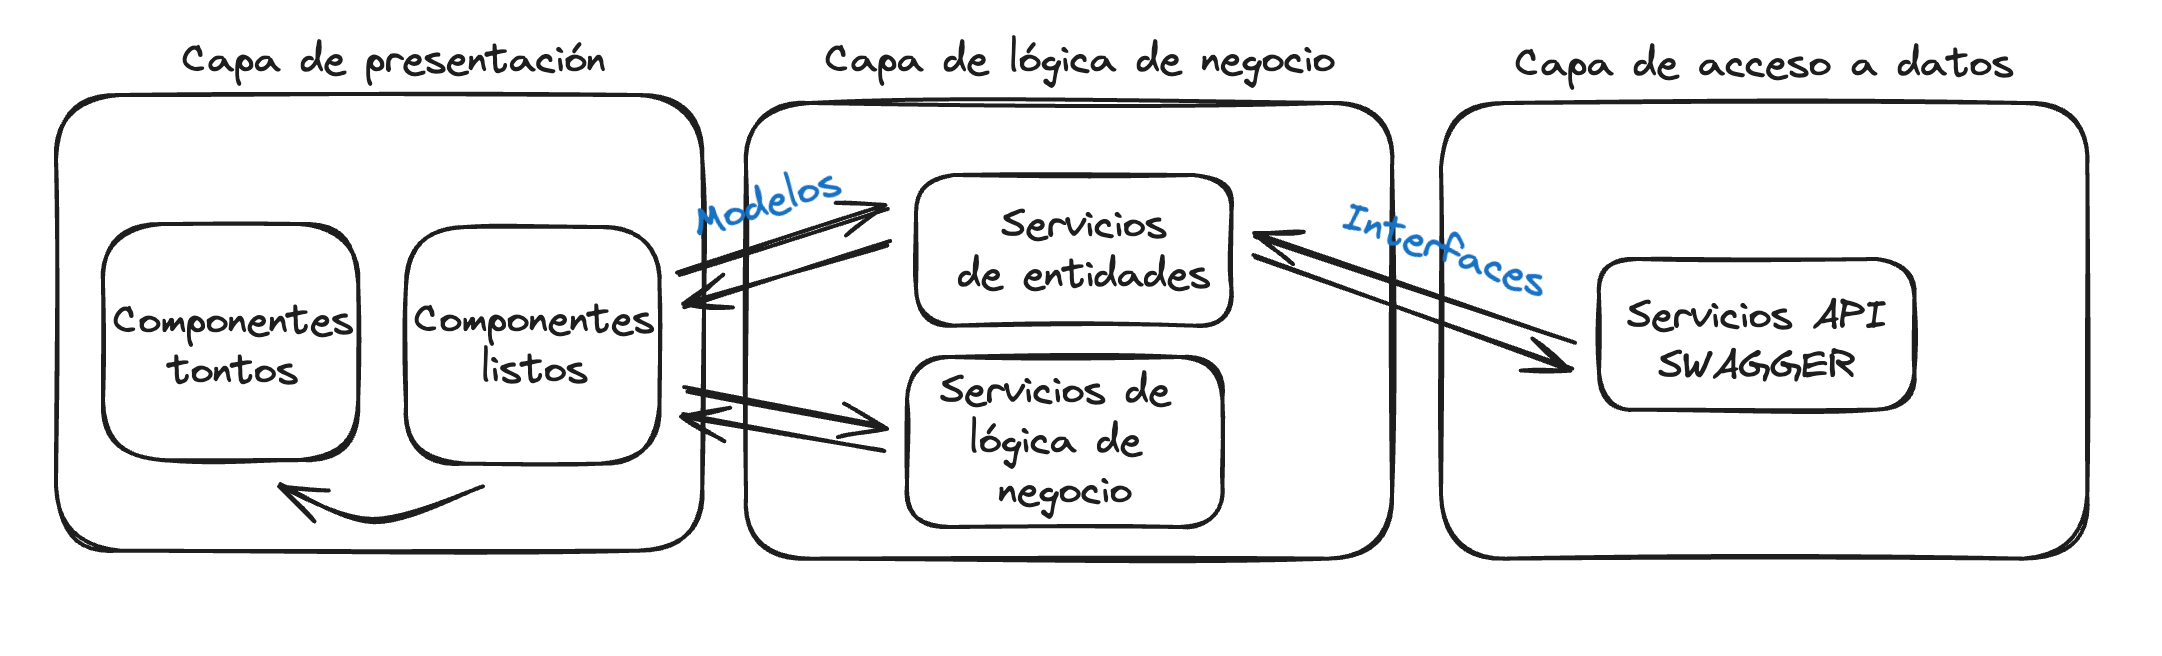 Capa de presentación
Componentes
tontos
Componentes
listos
Modelos
Capa de lógica de negocio
Servicios
de entidades
Servicios de
lógica de
negocio
Interfaces
Capa de acceso a datos
Servicios API
SWAGGER